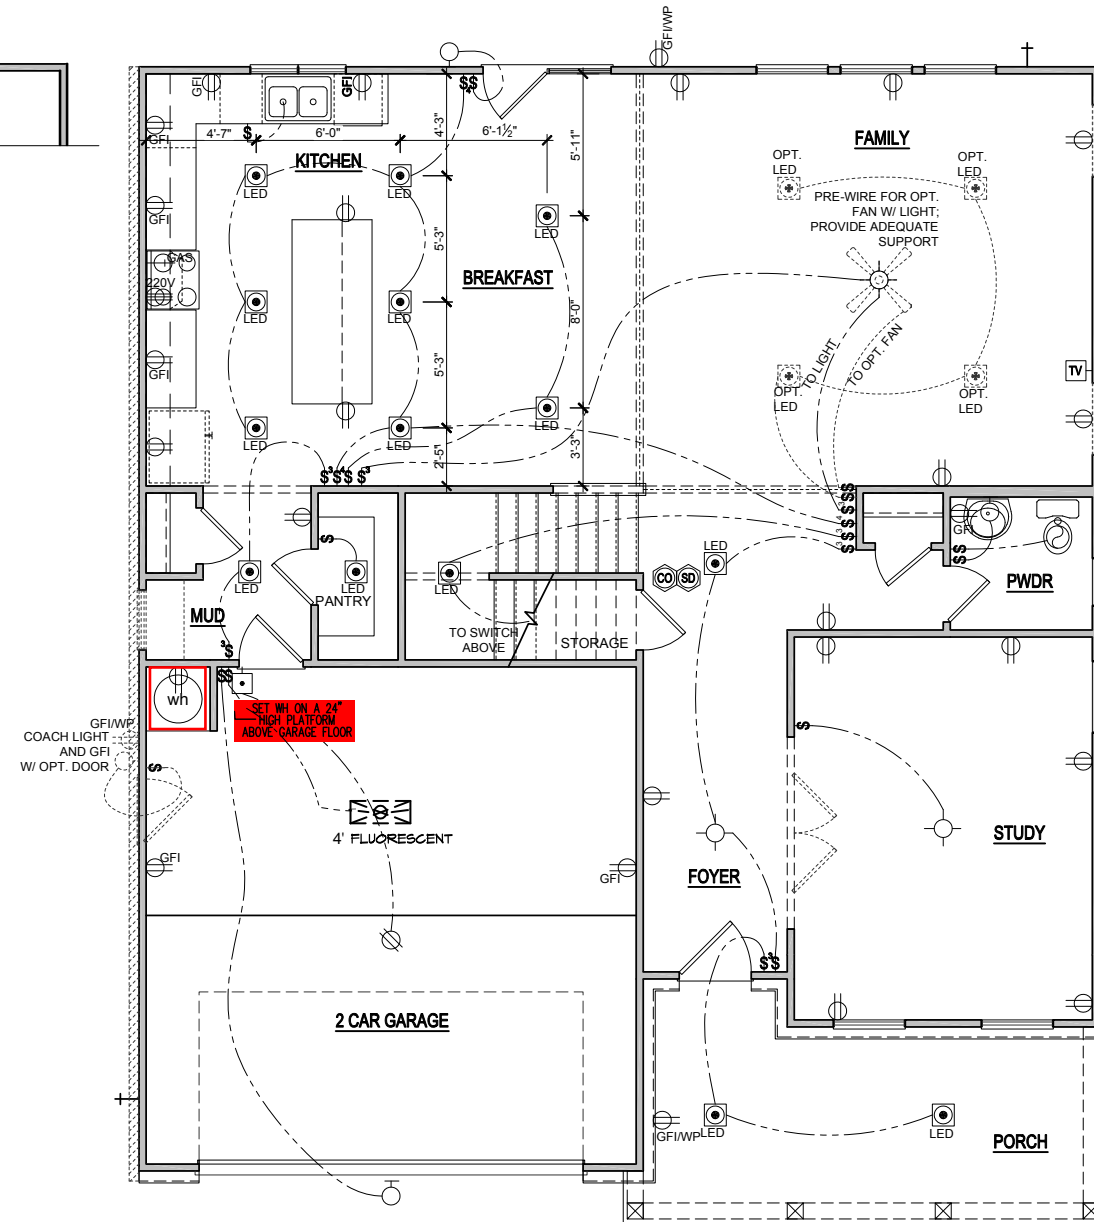 GFI/WP
GFI
GFI
4'-7"
$
6'-0"
4'-3"
$$
6'-1½"
5'-11"
KITCHEN
FAMILY
GFI
LED
LED
OPT.
LED
OPT.
LED
PRE-WIRE FOR OPT.
FAN W/ LIGHT;
PROVIDE ADEQUATE
SUPPORT
GFI
LED
5'-3"
GAS
220V
BREAKFAST
LED
LED
8'-0"
TO LIGHT
TO OPT. FAN
GFI
5'-3"
TV
OPT.
LED
OPT.
LED
LED
LED
LED
2'-5"
3'-3"
$3$4$ $3
$
$
$
$
$
$
GFI
$
$
$
LED
LED
LED
LED
CO
SD
PANTRY
MUD
PWDR
TO SWITCH
ABOVE
STORAGE
$3
$$
wh
SET WH ON A 24"
HIGH PLATFORM
ABOVE GARAGE FLOOR
GFI/WP
COACH LIGHT
AND GFI
W/ OPT. DOOR
$
$
4' FLUORESCENT
STUDY
GFI
GFI
FOYER
$3$
2 CAR GARAGE
GFI/WP
LED
LED
PORCH